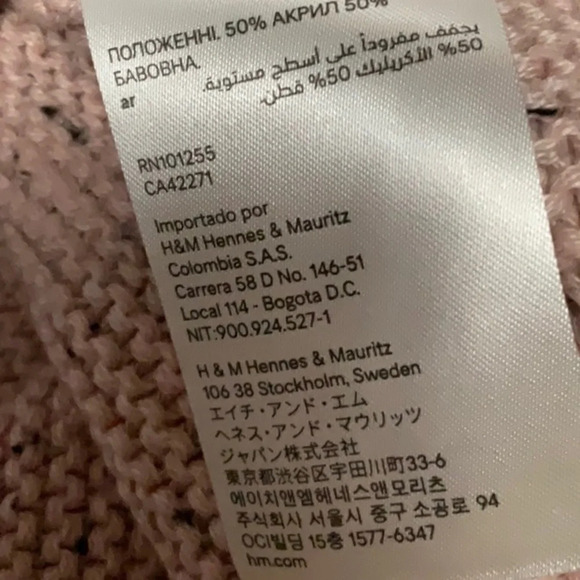 ПОЛОЖЕННІ. 50% АКРИЛ 50%
БАВОВНА.
ar
يجفف مفروداً على أسطح مستوية.
50% الأكريليك 50% قطن.
RN101255
CA42271
Importado por
H&M Hennes & Mauritz
Colombia S.A.S.
Carrera 58 D No. 146-51
Local 114 - Bogota D.C.
NIT:900.924.527-1
H & M Hennes & Mauritz
106 38 Stockholm, Sweden
エイチ・アンド・エム
ヘネス・アンド・マウリッツ
ジャパン株式会社
東京都渋谷区宇田川町33-6
에이치앤엠헤네스앤모리츠
주식회사 서울시 중구 소공로 94
OCI빌딩 15층 1577-6347
hm.com